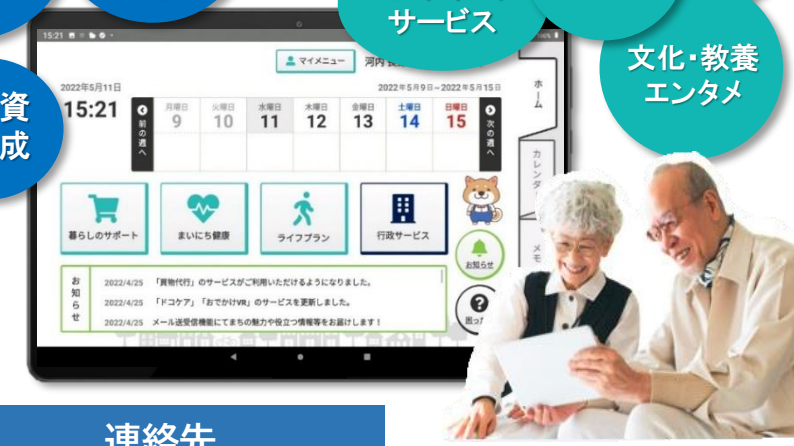 サービス
文化・教養
エンタメ
資
成
15:21
マイメニュー
河内
2022年5月11日
2022年5月9日~2022年5月15日
15:21
前の週へ
月曜日 火曜日 水曜日 木曜日 金曜日 土曜日 日曜日
9 10 11 12 13 14 15
次の週へ
ホーム
カレンダ
メモ
暮らしのサポート
まいにち健康
ライフプラン
行政サービス
お知らせ
お知らせ
2022/4/25 「買物代行」のサービスがご利用いただけるようになりました。
2022/4/25 「ドコケア」「おでかけVR」のサービスを更新しました。
2022/4/25 メール送受信機能にてまちの魅力や役立つ情報等をお届けします!
困った
連絡先